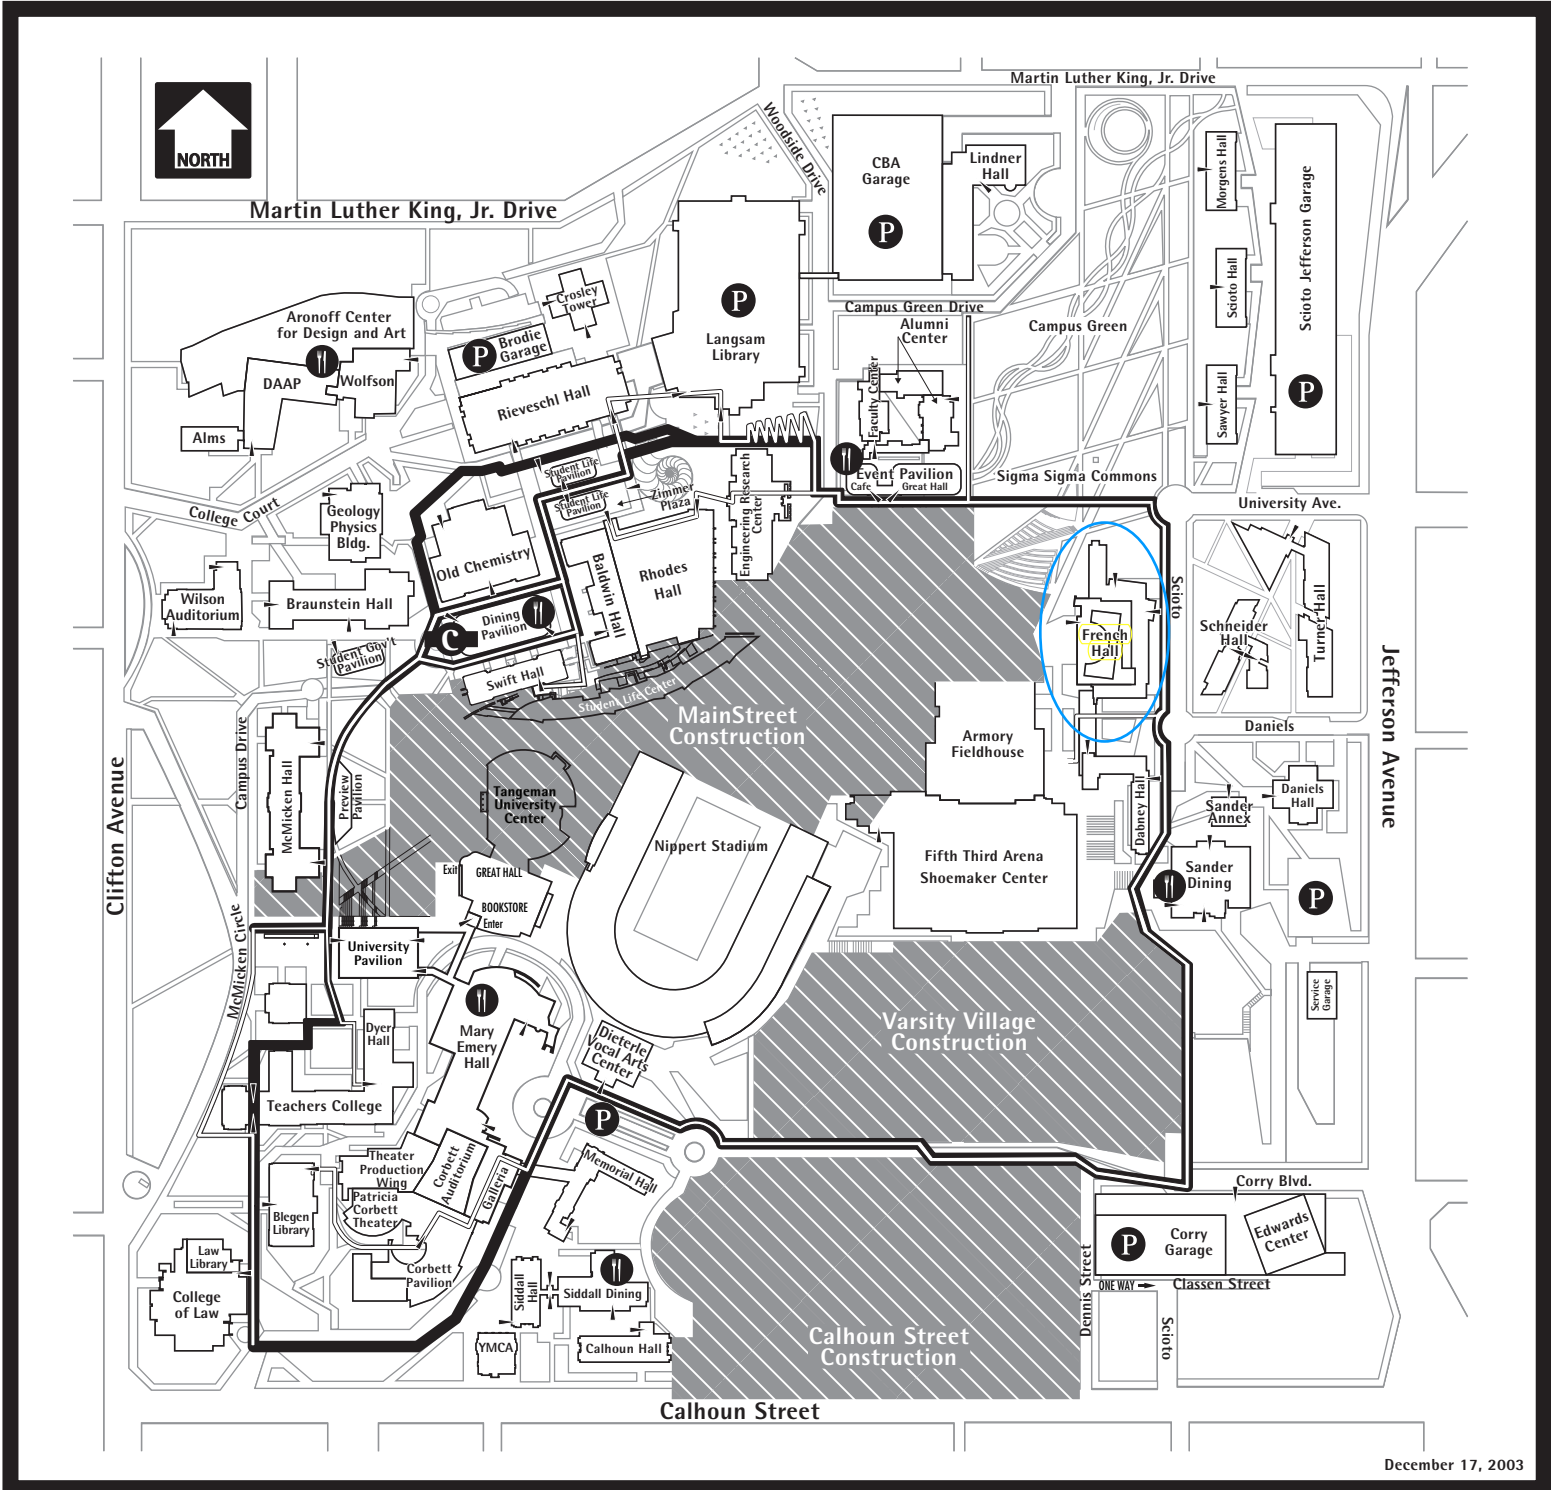 Martin Luther King, Jr. Drive
NORTH
Woodside Drive
CBA
Garage
P
Lindner
Hall
Morgens Hall
Scioto Jefferson Garage
Martin Luther King, Jr. Drive
Scioto Hall
Crosley
Tower
P
Langsam
Library
Campus Green Drive
Alumni
Center
Campus Green
Aronoff Center
for Design and Art
DAAP
Wolfson
Alms
P
Brodie
Garage
Rieveschl Hall
Faculty Center
Sawyer Hall
P
Event Pavilion
Cafe
Great Hall
Sigma Sigma Commons
University Ave.
Student Life
Pavilion
Student Life
Pavilion
Zimmer
Plaza
Engineering Research
Center
College Court
Geology
Physics
Bldg.
Old Chemistry
Baldwin Hall
Rhodes
Hall
Scioto
Wilson
Auditorium
Braunstein Hall
Dining
Pavilion
C
French
Hall
Schneider
Hall
Turner Hall
Student Gov't
Pavilion
Swift Hall
Student Life Center
MainStreet
Construction
Armory
Fieldhouse
Daniels
Jefferson Avenue
Clifton Avenue
Campus Drive
McMicken Hall
Preview
Pavilion
Tangeman
University
Center
Nippert Stadium
Dabney Hall
Sander
Annex
Daniels
Hall
Exit
GREAT HALL
BOOKSTORE
Enter
Fifth Third Arena
Shoemaker Center
Sander
Dining
P
McMicken Circle
University
Pavilion
Mary
Emery
Hall
Dyer
Hall
Dieterle
Vocal Arts
Center
Varsity Village
Construction
Service
Garage
Teachers College
P
Theater
Production
Wing
Corbett
Auditorium
Galleria
Memorial Hall
Patricia
Corbett
Theater
Blegen
Library
Corbett
Pavilion
Law
Library
College
of Law
Siddall
Hall
Siddall Dining
YMCA
Calhoun Hall
Calhoun Street
Construction
Corry Blvd.
P
Corry
Garage
Edwards
Center
Dennis Street
ONE WAY
Classen Street
Scioto
Calhoun Street
December 17, 2003